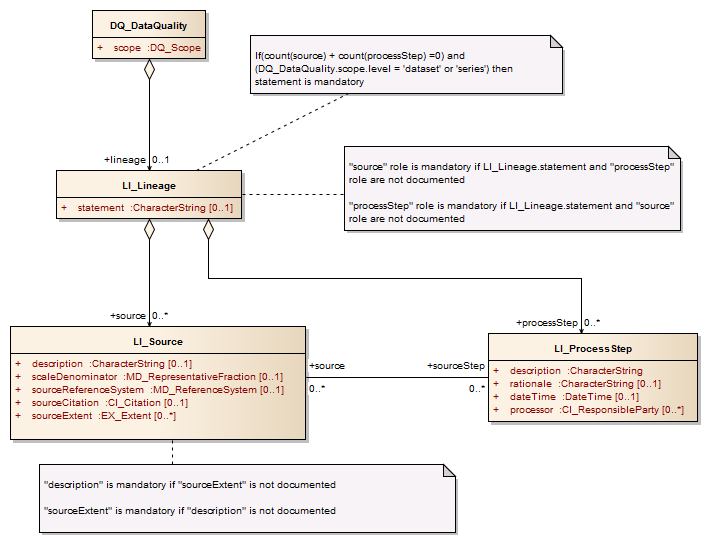 DQ_DataQuality
+ scope :DQ_Scope
If(count(source) + count(processStep) =0) and
(DQ_DataQuality.scope.level = 'dataset' or 'series') then
statement is mandatory
+lineage 0..1
"source" role is mandatory if LI_Lineage.statement and "processStep"
role are not documented
"processStep" role is mandatory if LI_Lineage.statement and "source"
role are not documented
LI_Lineage
+ statement :CharacterString [0..1]
+source 0..*
+processStep 0..*
LI_Source
+ description :CharacterString [0..1]
+ scaleDenominator :MD_RepresentativeFraction [0..1]
+ sourceReferenceSystem :MD_ReferenceSystem [0..1]
+ sourceCitation :CI_Citation [0..1]
+ sourceExtent :EX_Extent [0..*]
+source
0..*
+sourceStep
0..*
LI_ProcessStep
+ description :CharacterString
+ rationale :CharacterString [0..1]
+ dateTime :DateTime [0..1]
+ processor :CI_ResponsibleParty [0..*]
"description" is mandatory if "sourceExtent" is not documented
"sourceExtent" is mandatory if "description" is not documented